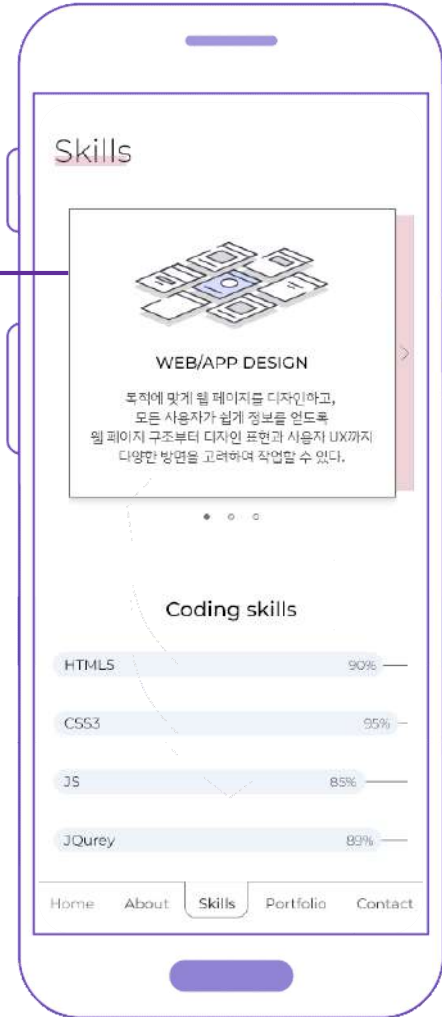 Skills
WEB/APP DESIGN
목적에 맞게 웹 페이지를 디자인하고,
모든 사용자가 쉽게 정보를 얻도록
웹 페이지 구조부터 디자인 표현과 사용자 UX까지
다양한 방면을 고려하여 작업할 수 있다.
Coding skills
HTML5 90%
CSS3 95%
JS 85%
JQurey 89%
Home About Skills Portfolio Contact